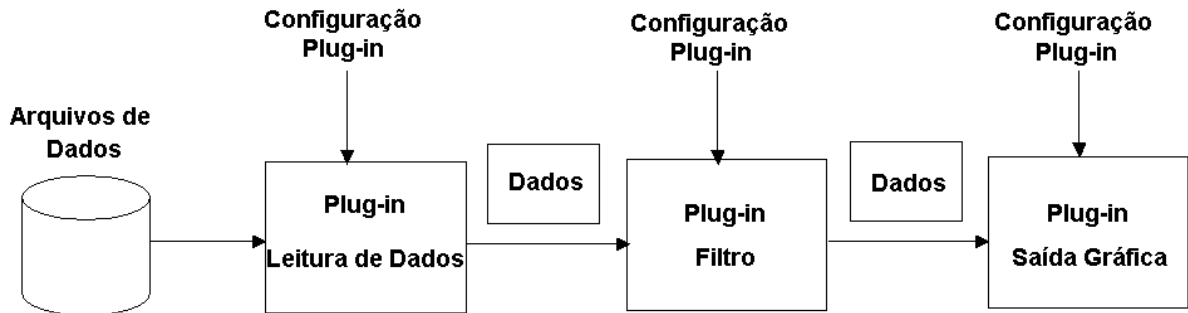 Configuração
Plug-in
Configuração
Plug-in
Configuração
Plug-in
Arquivos de
Dados
Plug-in
Leitura de Dados
Dados
Plug-in
Filtro
Dados
Plug-in
Saída Gráfica